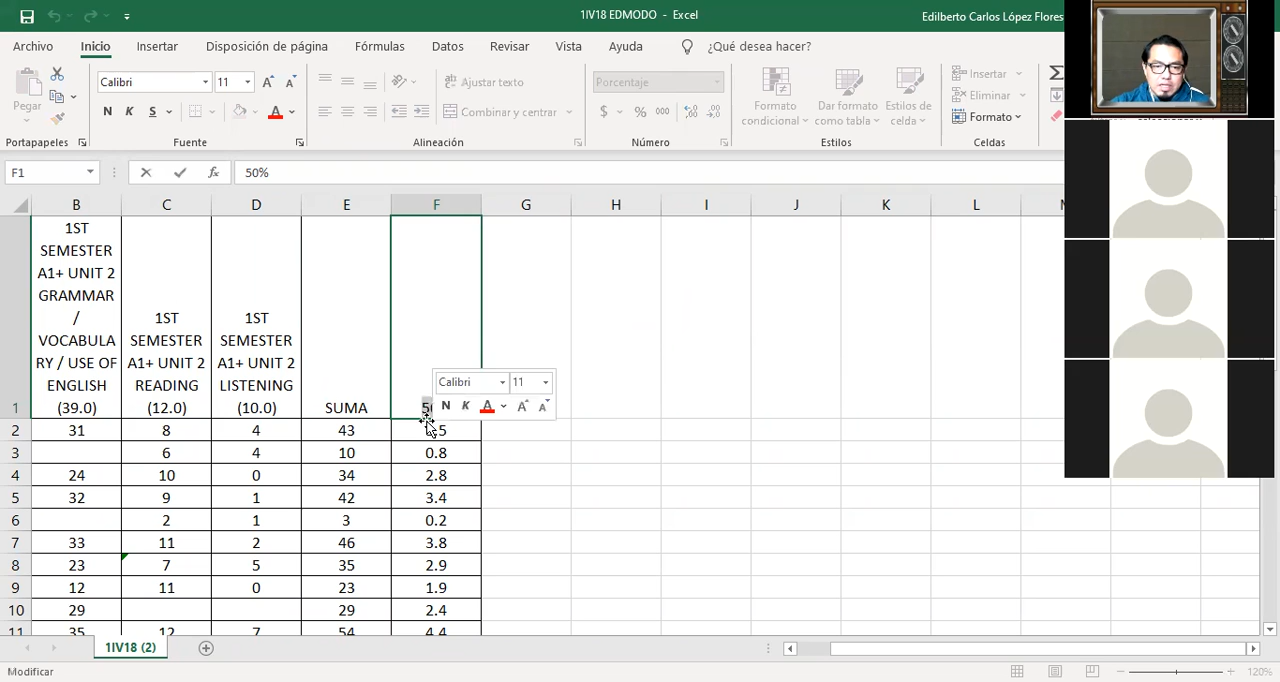 1IV18 EDMODO - Excel
Edilberto Carlos López Flores
Archivo Inicio Insertar Disposición de página Fórmulas Datos Revisar Vista Ayuda ¿Qué desea hacer?
Pegar
Calibri 11
N K S A
Ajustar texto
Combinar y centrar
Porcentaje
$ % 000
Formato condicional
Dar formato como tabla
Estilos de celda
Insertar
Eliminar
Formato
Portapapeles Fuente Alineación Número Estilos Celdas
F1 fx 50%
B C D E F G H I J K L
1ST
SEMESTER
A1+ UNIT 2
GRAMMAR
/
VOCABULA
RY / USE OF
ENGLISH
(39.0)
1ST
SEMESTER
A1+ UNIT 2
READING
(12.0)
1ST
SEMESTER
A1+ UNIT 2
LISTENING
(10.0)
1 SUMA
Calibri 11
N K A A A
2 31 8 4 43
3 6 4 10 0.8
4 24 10 0 34 2.8
5 32 9 1 42 3.4
6 2 1 3 0.2
7 33 11 2 46 3.8
8 23 7 5 35 2.9
9 12 11 0 23 1.9
10 29 29 2.4
11 35 12 7 54 4.4
1IV18 (2)
Modificar 120%